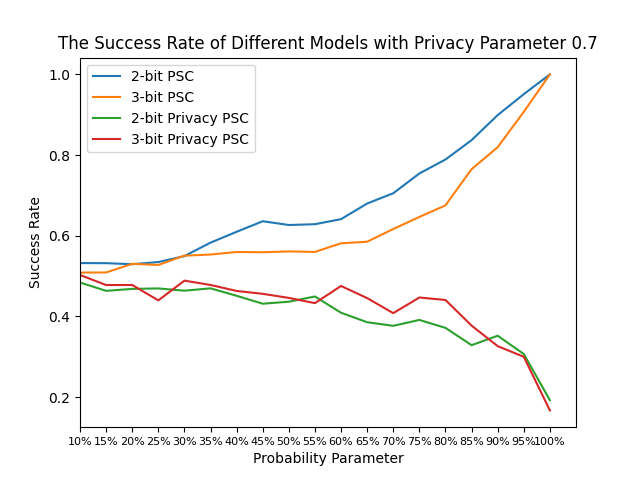 The Success Rate of Different Models with Privacy Parameter 0.7
2-bit PSC
3-bit PSC
2-bit Privacy PSC
3-bit Privacy PSC
1.0
0.8
0.6
0.4
0.2
Success Rate
10% 15% 20% 25% 30% 35% 40% 45% 50% 55% 60% 65% 70% 75% 80% 85% 90% 95% 100%
Probability Parameter